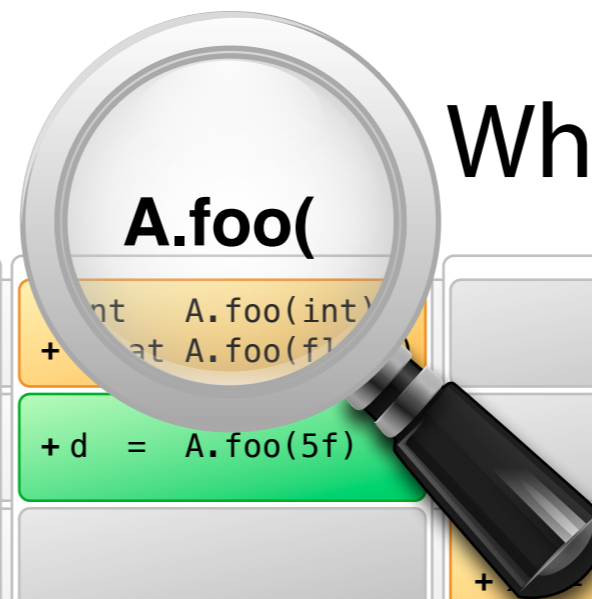 Wh
A.foo(
nt A.foo(int)
+ at A.foo(fl
+ d = A.foo(5f)
+